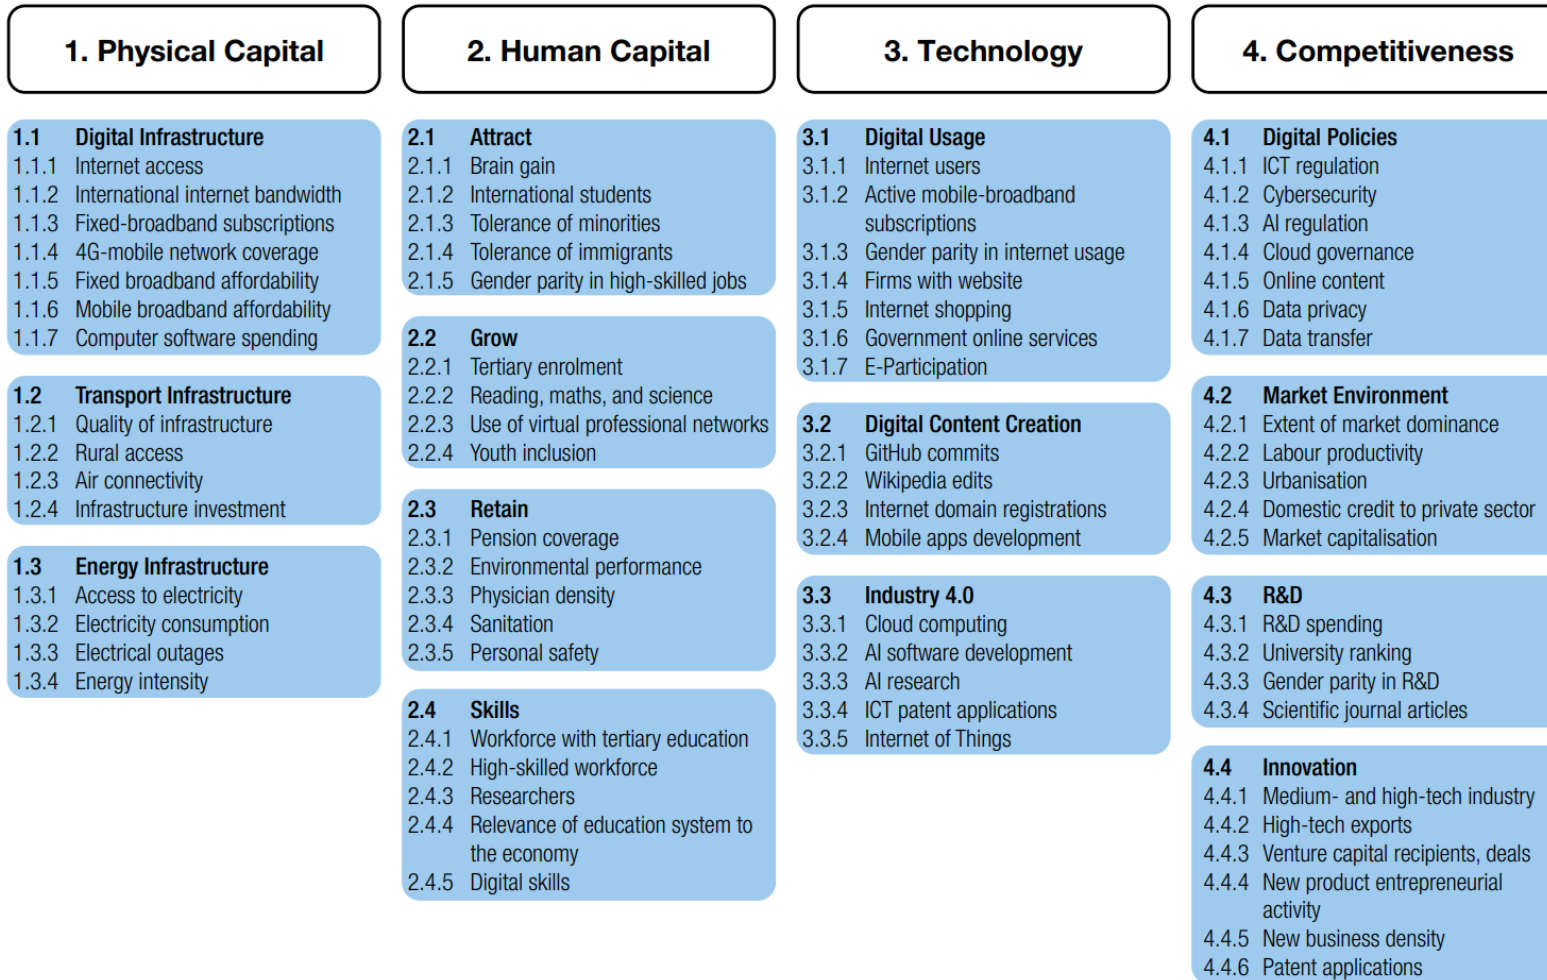 1. Physical Capital
1.1 Digital Infrastructure
1.1.1 Internet access
1.1.2 International internet bandwidth
1.1.3 Fixed-broadband subscriptions
1.1.4 4G-mobile network coverage
1.1.5 Fixed broadband affordability
1.1.6 Mobile broadband affordability
1.1.7 Computer software spending
1.2 Transport Infrastructure
1.2.1 Quality of infrastructure
1.2.2 Rural access
1.2.3 Air connectivity
1.2.4 Infrastructure investment
1.3 Energy Infrastructure
1.3.1 Access to electricity
1.3.2 Electricity consumption
1.3.3 Electrical outages
1.3.4 Energy intensity
2. Human Capital
2.1 Attract
2.1.1 Brain gain
2.1.2 International students
2.1.3 Tolerance of minorities
2.1.4 Tolerance of immigrants
2.1.5 Gender parity in high-skilled jobs
2.2 Grow
2.2.1 Tertiary enrolment
2.2.2 Reading, maths, and science
2.2.3 Use of virtual professional networks
2.2.4 Youth inclusion
2.3 Retain
2.3.1 Pension coverage
2.3.2 Environmental performance
2.3.3 Physician density
2.3.4 Sanitation
2.3.5 Personal safety
2.4 Skills
2.4.1 Workforce with tertiary education
2.4.2 High-skilled workforce
2.4.3 Researchers
2.4.4 Relevance of education system to
the economy
2.4.5 Digital skills
3. Technology
3.1 Digital Usage
3.1.1 Internet users
3.1.2 Active mobile-broadband
subscriptions
3.1.3 Gender parity in internet usage
3.1.4 Firms with website
3.1.5 Internet shopping
3.1.6 Government online services
3.1.7 E-Participation
3.2 Digital Content Creation
3.2.1 GitHub commits
3.2.2 Wikipedia edits
3.2.3 Internet domain registrations
3.2.4 Mobile apps development
3.3 Industry 4.0
3.3.1 Cloud computing
3.3.2 AI software development
3.3.3 AI research
3.3.4 ICT patent applications
3.3.5 Internet of Things
4. Competitiveness
4.1 Digital Policies
4.1.1 ICT regulation
4.1.2 Cybersecurity
4.1.3 AI regulation
4.1.4 Cloud governance
4.1.5 Online content
4.1.6 Data privacy
4.1.7 Data transfer
4.2 Market Environment
4.2.1 Extent of market dominance
4.2.2 Labour productivity
4.2.3 Urbanisation
4.2.4 Domestic credit to private sector
4.2.5 Market capitalisation
4.3 R&D
4.3.1 R&D spending
4.3.2 University ranking
4.3.3 Gender parity in R&D
4.3.4 Scientific journal articles
4.4 Innovation
4.4.1 Medium- and high-tech industry
4.4.2 High-tech exports
4.4.3 Venture capital recipients, deals
4.4.4 New product entrepreneurial
activity
4.4.5 New business density
4.4.6 Patent applications